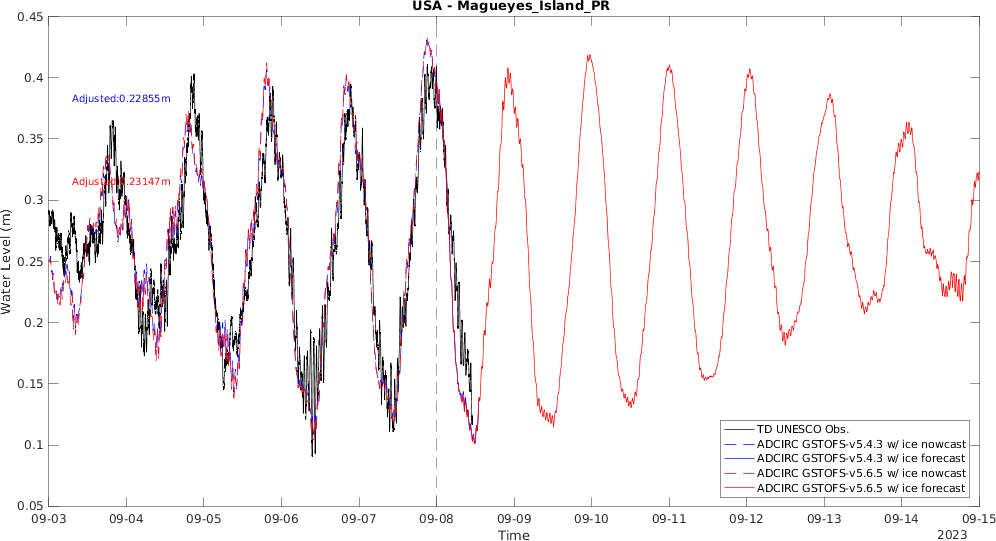 USA - Magueyes_Island_PR
0.45
0.4
0.35
0.3
0.25
0.2
0.15
0.1
0.05
Water Level (m)
Adjusted:0.22855m
Adjusted:0.23147m
TD UNESCO Obs.
ADCIRC GSTOFS-v5.4.3 w/ ice nowcast
ADCIRC GSTOFS-v5.4.3 w/ ice forecast
ADCIRC GSTOFS-v5.6.5 w/ ice nowcast
ADCIRC GSTOFS-v5.6.5 w/ ice forecast
09-03 09-04 09-05 09-06 09-07 09-08 09-09 09-10 09-11 09-12 09-13 09-14 09-15
Time
2023